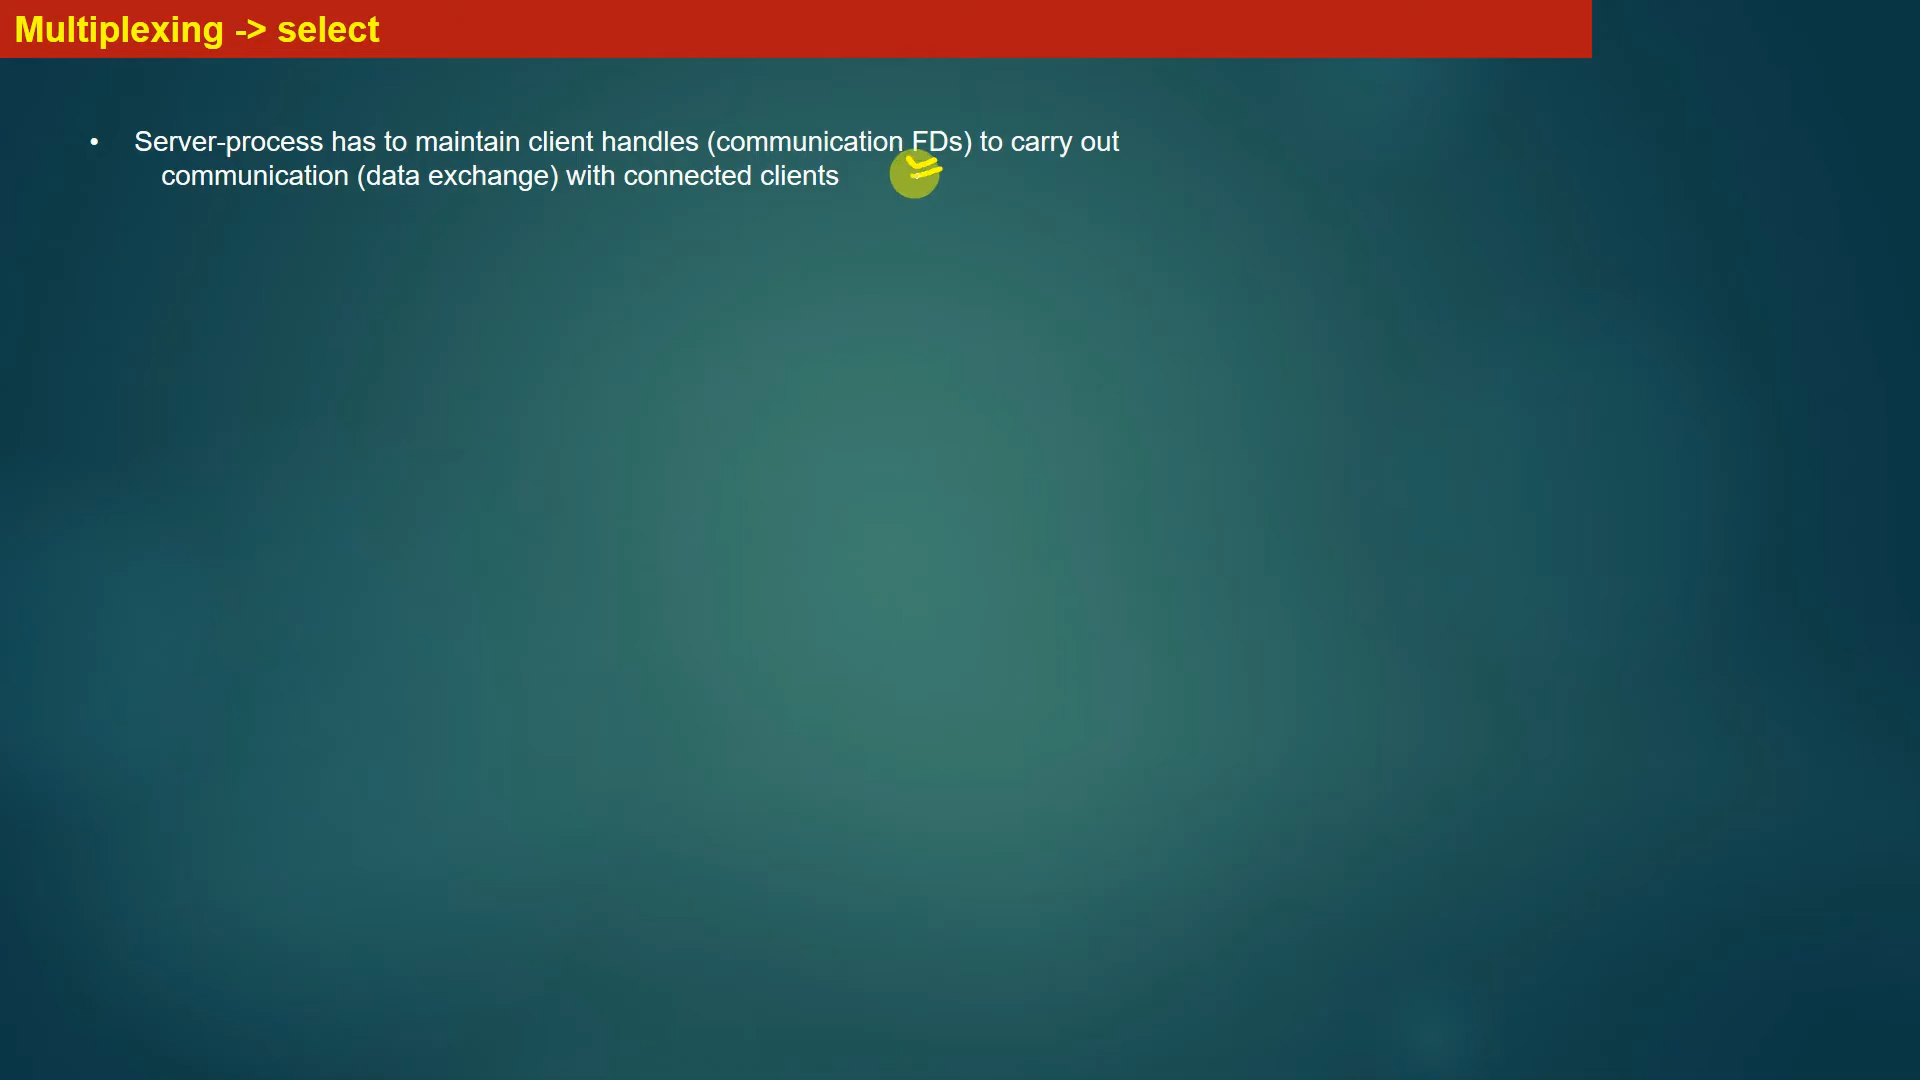 Multiplexing -> select
• Server-process has to maintain client handles (communication FDs) to carry out
communication (data exchange) with connected clients